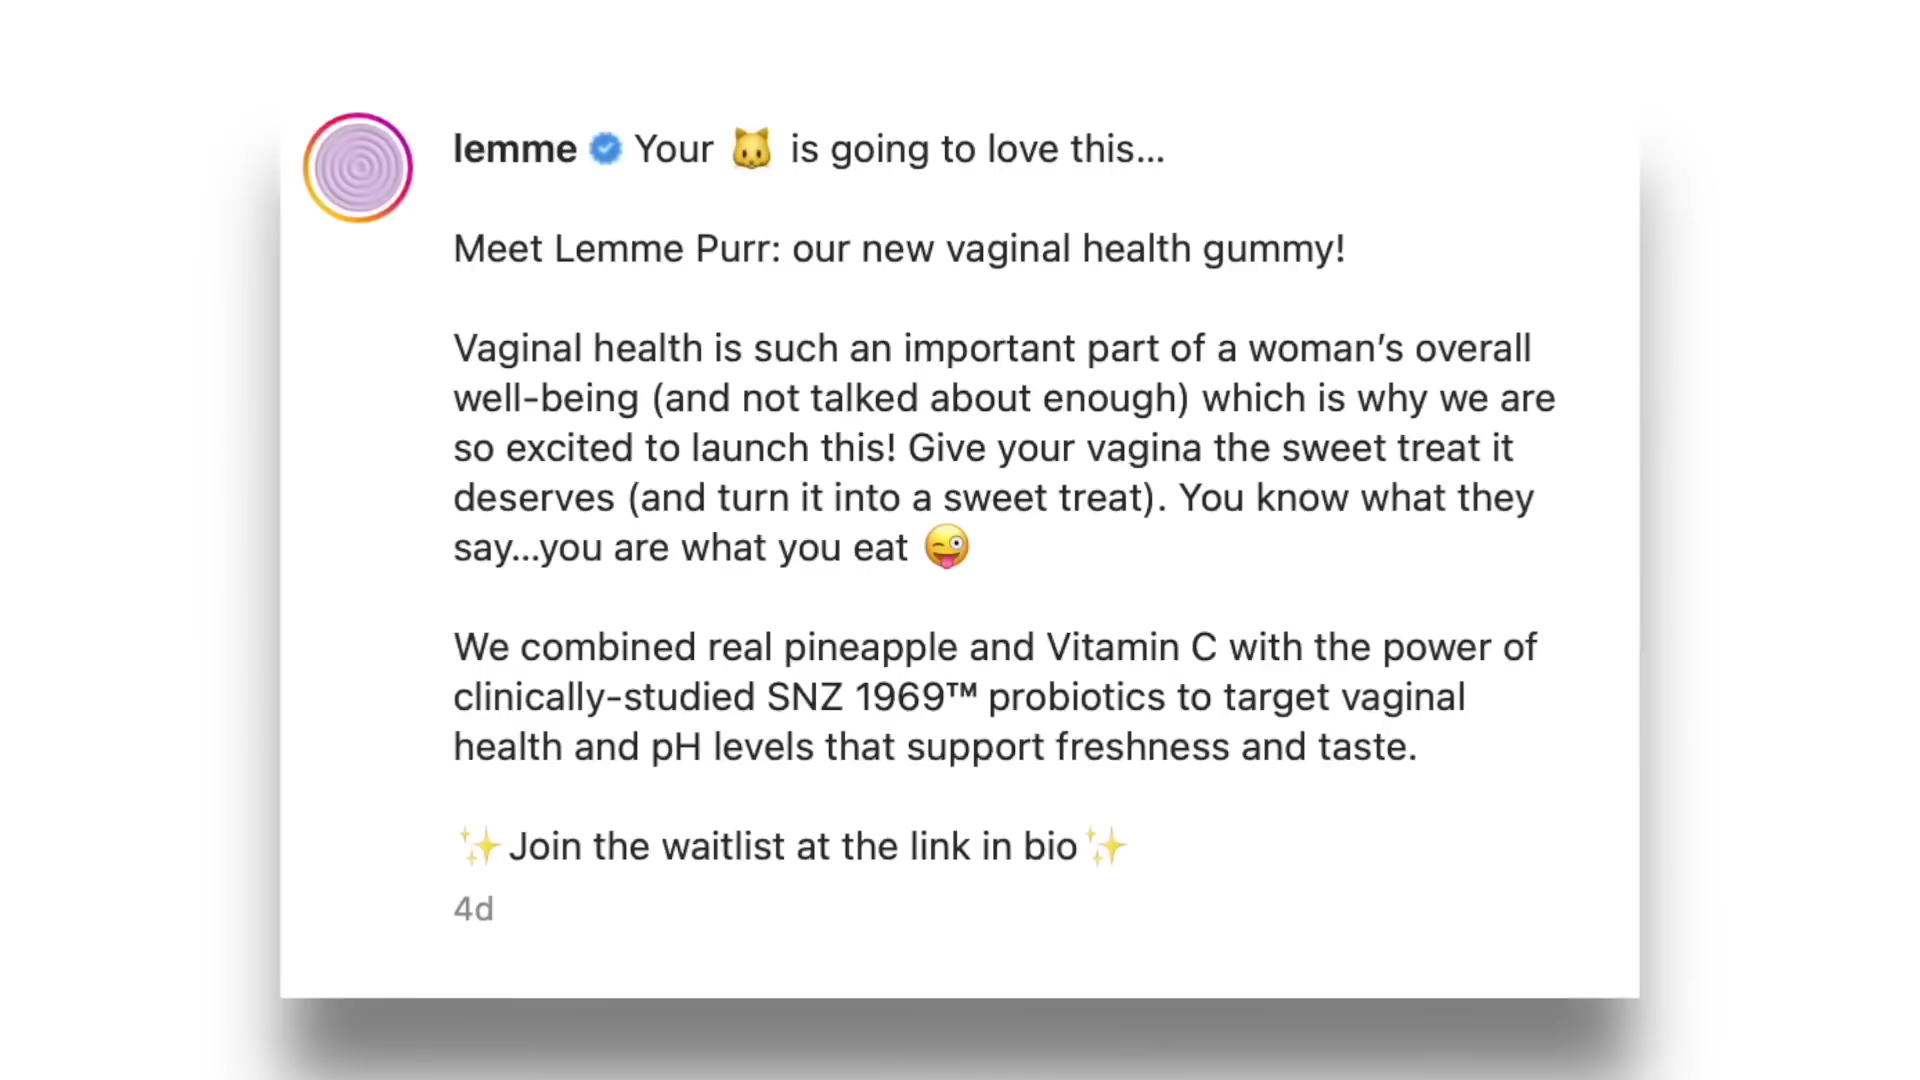 lemme Your 🐱 is going to love this...
Meet Lemme Purr: our new vaginal health gummy!
Vaginal health is such an important part of a woman’s overall
well-being (and not talked about enough) which is why we are
so excited to launch this! Give your vagina the sweet treat it
deserves (and turn it into a sweet treat). You know what they
say...you are what you eat 😜
We combined real pineapple and Vitamin C with the power of
clinically-studied SNZ 1969™ probiotics to target vaginal
health and pH levels that support freshness and taste.
✨Join the waitlist at the link in bio✨
4d